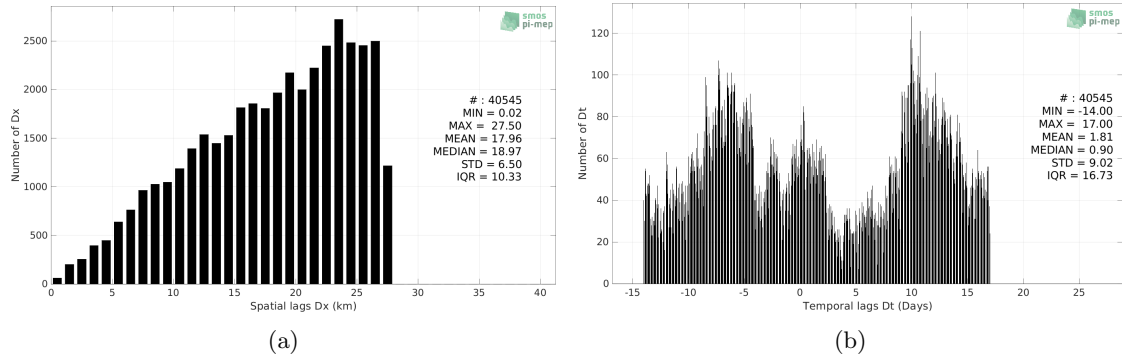 smos
pi-mep
2500
2000
1500
1000
500
0
Number of Dx
# : 40545
MIN = 0.02
MAX = 27.50
MEAN = 17.96
MEDIAN = 18.97
STD = 6.50
IQR = 10.33
0 5 10 15 20 25 30 35 40
Spatial lags Dx (km)
(a)
smos
pi-mep
120
100
80
60
40
20
0
Number of Dt
# : 40545
MIN = -14.00
MAX = 17.00
MEAN = 1.81
MEDIAN = 0.90
STD = 9.02
IQR = 16.73
-15 -10 -5 0 5 10 15 20 25
Temporal lags Dt (Days)
(b)